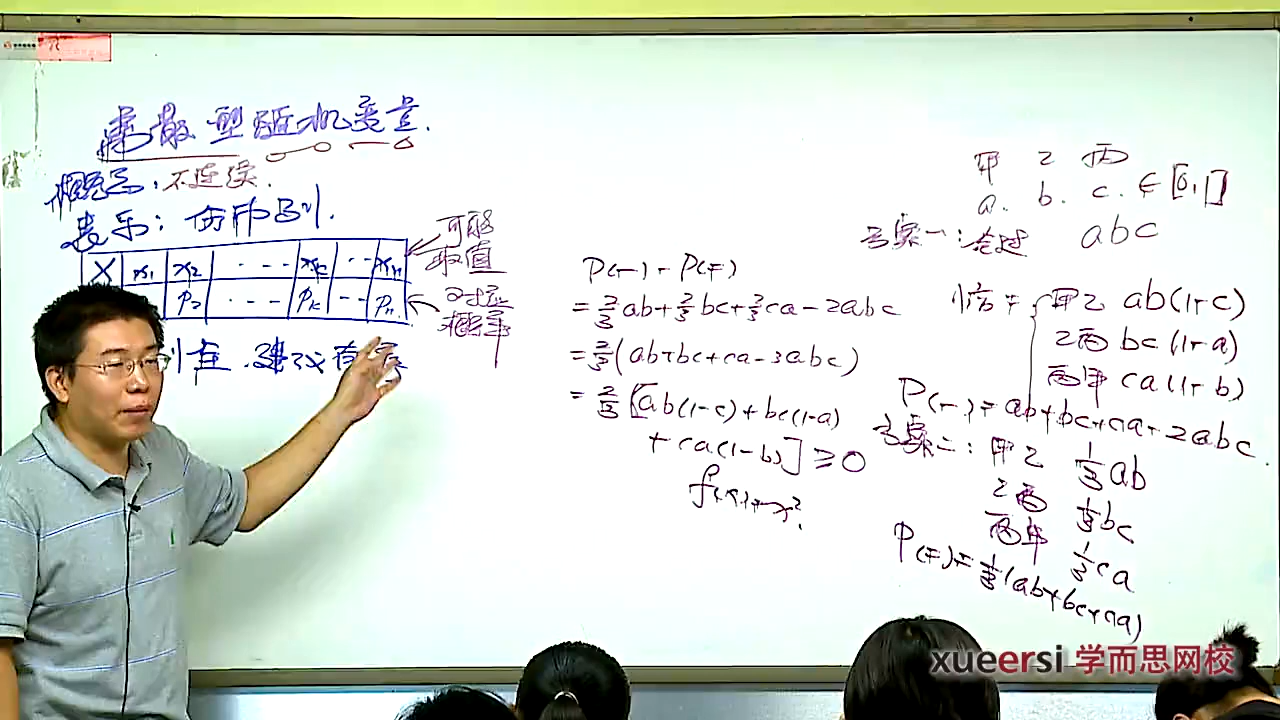 离散型随机变量.
概念:不连续.
表示:分布列.
X x₁ x₂ ... xₖ ... xₙ
P₂ ... Pₖ ... Pₙ
可能
取值
对应
概率
列在.建议
P(一)-P(二)
=⅔ab+⅔bc+⅔ca-2abc
=⅔(ab+bc+ca-3abc)
=⅔[ab(1-c)+bc(1-a)
+ca(1-b)]≥0
甲 乙 丙
a. b. c. ∈[0,1]
方案一: abc
甲乙 ab(1-c)
乙丙 bc(1-a)
丙甲 ca(1-b)
P(一)=ab+bc+ca-2abc.
方案二:甲乙 ⅓ab
乙丙 ⅓bc
丙甲 ⅓ca
P(二)=⅓(ab+bc+ca)
xueersi 学而思网校